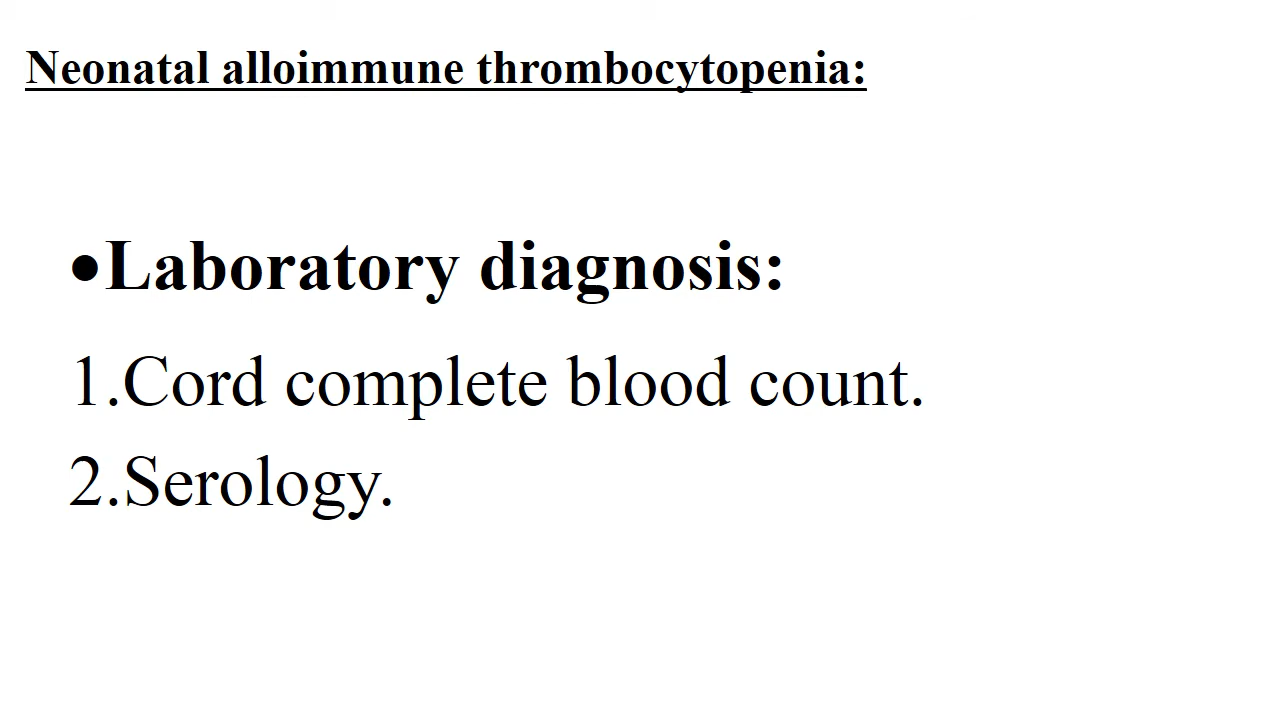 Neonatal alloimmune thrombocytopenia:
•Laboratory diagnosis:
1.Cord complete blood count.
2.Serology.